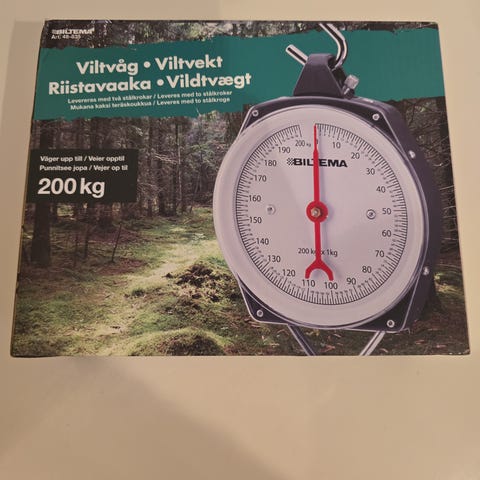 BILTEMA
Art. 48-835
Viltvåg • Viltvekt
Riistavaaka • Vildtvægt
Levereras med två stålkrokar / Leveres med to stålkroker
Mukana kaksi teräskoukkua / Leveres med to stålkroge
Väger upp till / Veier opptil
Punnitsee jopa / Vejer op til
200 kg
200 kg
0
10
20
30
40
50
60
70
80
90
100
110
120
130
140
150
160
170
180
190
BILTEMA
200 kg x 1kg